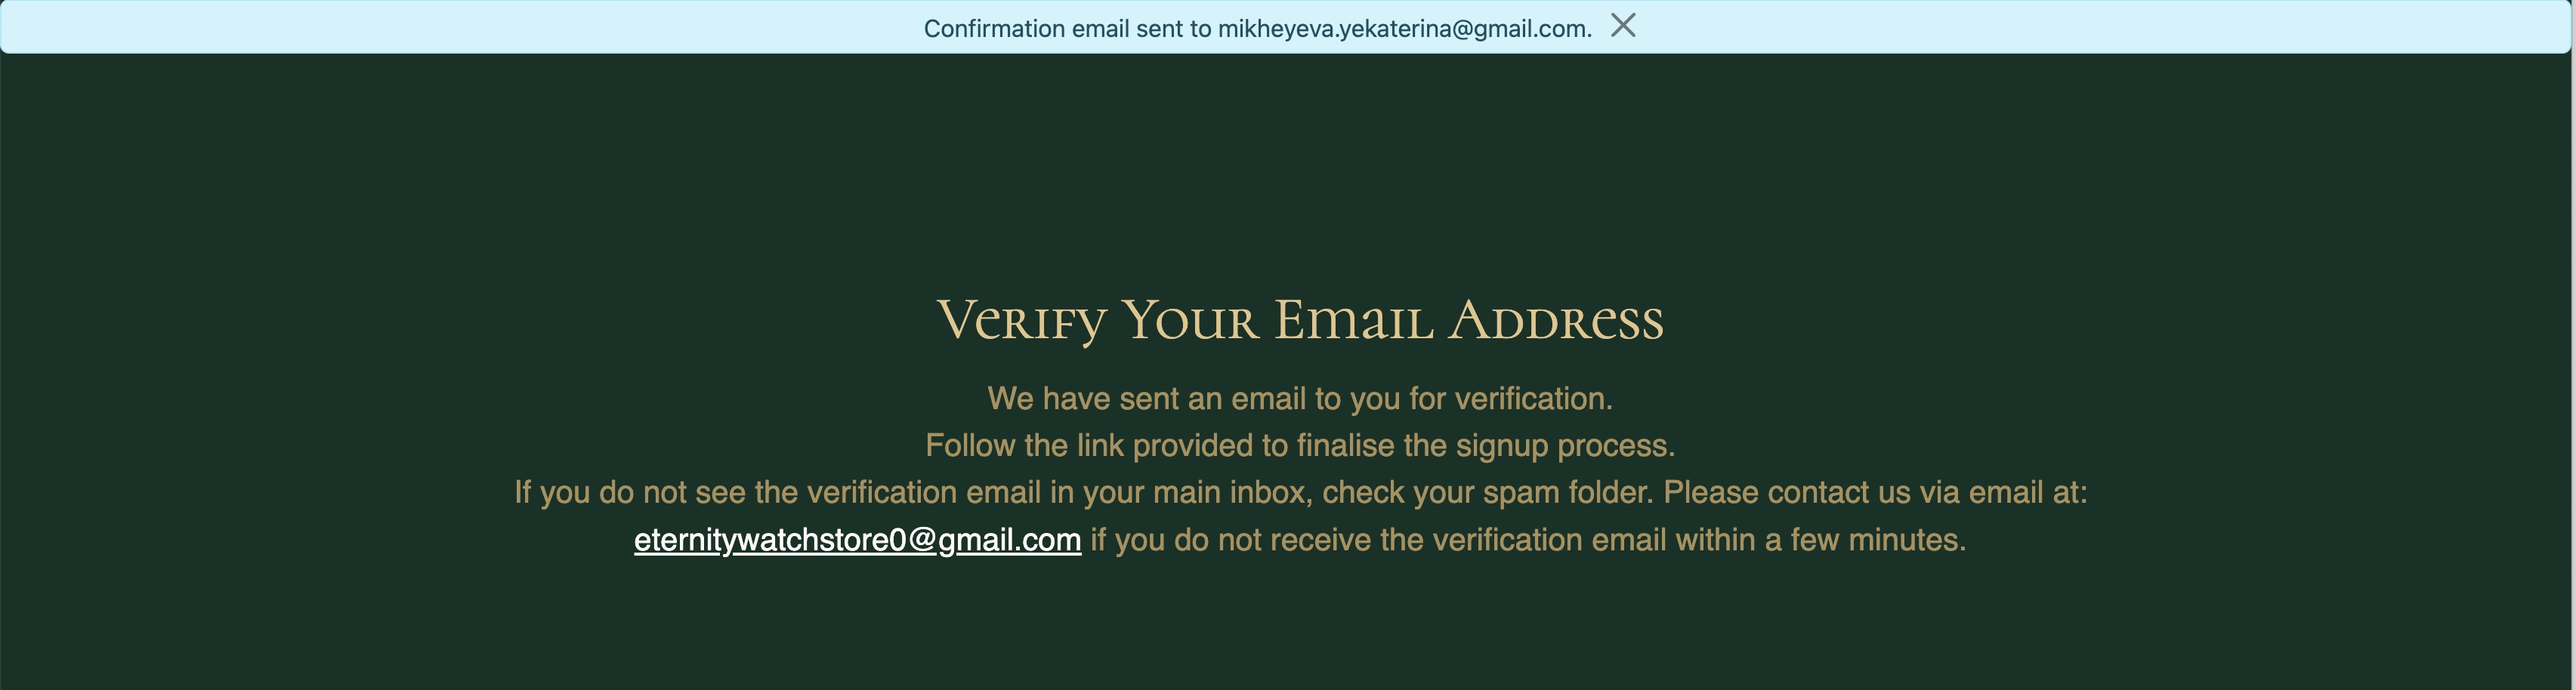 Confirmation email sent to mikheyeva.yekaterina@gmail.com.
Verify Your Email Address
We have sent an email to you for verification.
Follow the link provided to finalise the signup process.
If you do not see the verification email in your main inbox, check your spam folder. Please contact us via email at:
eternitywatchstore0@gmail.com if you do not receive the verification email within a few minutes.